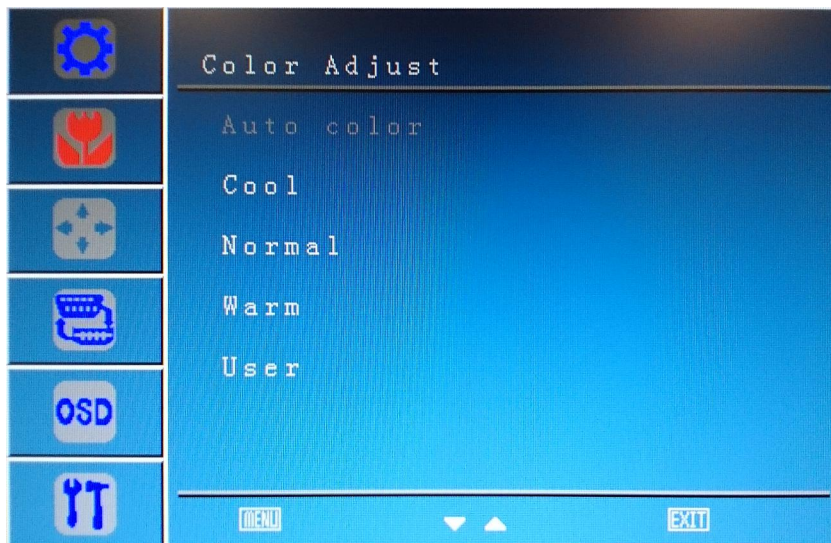 Color Adjust
Auto color
Cool
Normal
Warm
User
OSD
MENU
EXIT